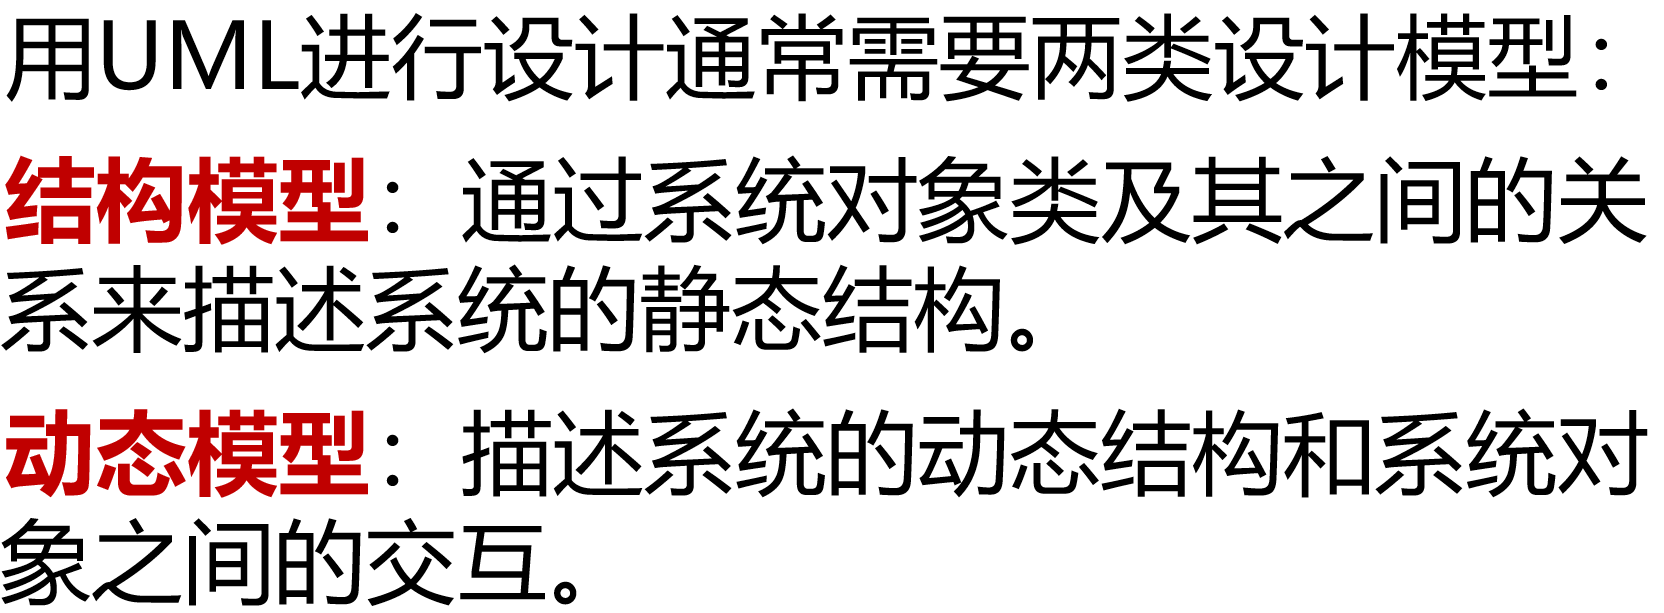 用UML进行设计通常需要两类设计模型：
结构模型：通过系统对象类及其之间的关
系来描述系统的静态结构。
动态模型：描述系统的动态结构和系统对
象之间的交互。